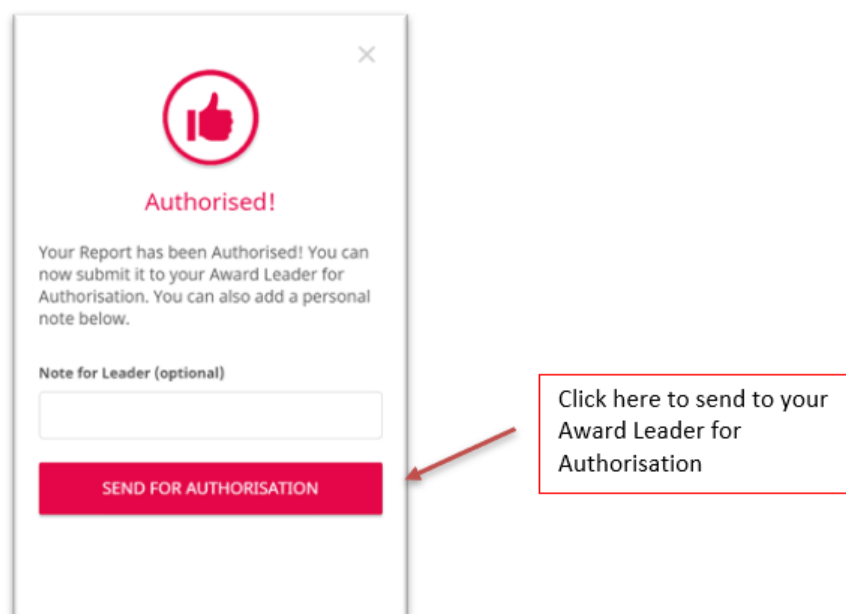 Authorised!
Your Report has been Authorised! You can
now submit it to your Award Leader for
Authorisation. You can also add a personal
note below.
Note for Leader (optional)
SEND FOR AUTHORISATION
Click here to send to your
Award Leader for
Authorisation